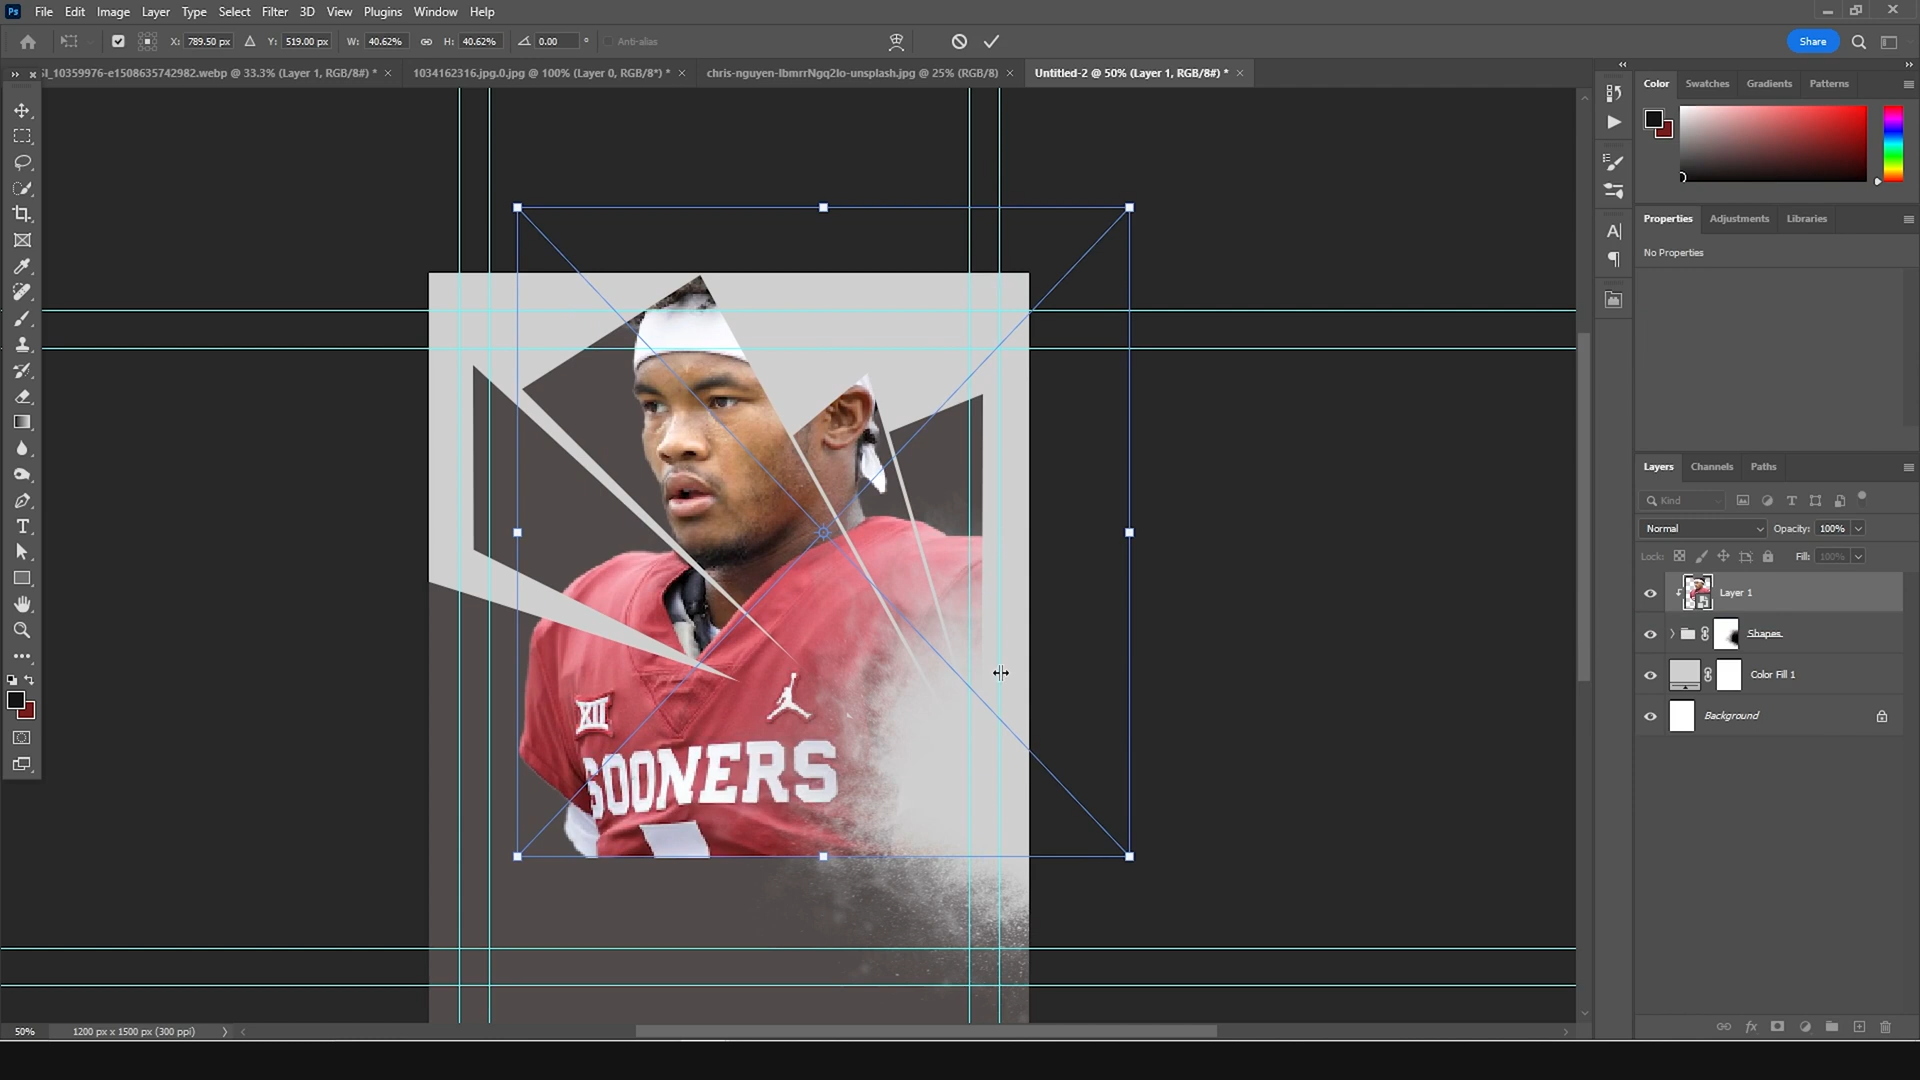 Ps File Edit Image Layer Type Select Filter 3D View Plugins Window Help
X: 789.50 px Y: 519.00 px W: 40.62% H: 40.62% 0.00 ° Anti-alias Share
I_10359976-e1508635742982.webp @ 33.3% (Layer 1, RGB/8#) * × 1034162316.jpg.0.jpg @ 100% (Layer 0, RGB/8*) * × chris-nguyen-lbmrrNgq2lo-unsplash.jpg @ 25% (RGB/8) × Untitled-2 @ 50% (Layer 1, RGB/8#) * ×
Color Swatches Gradients Patterns
Properties Adjustments Libraries
No Properties
Layers Channels Paths
Kind
Normal Opacity: 100%
Lock: Fill: 100%
Layer 1
Shapes
Color Fill 1
Background
XII
SOONERS
50% 1200 px x 1500 px (300 ppi)